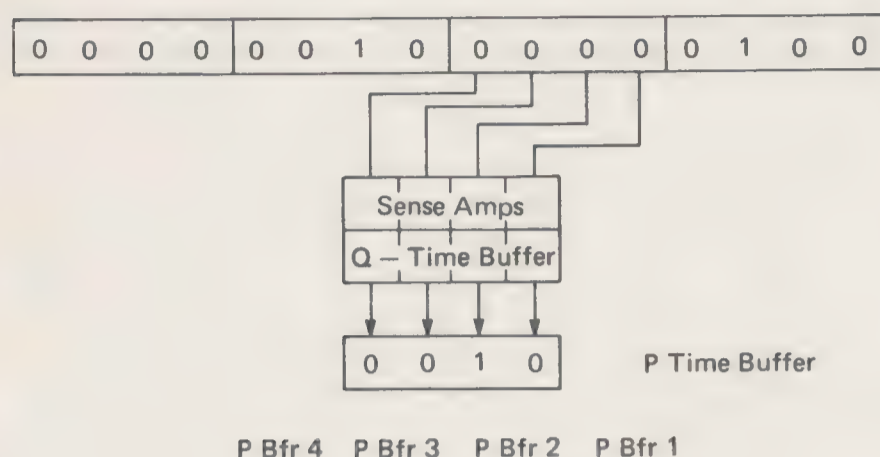 0 0 0 0 0 0 1 0 0 0 0 0 0 1 0 0
Sense Amps
Q – Time Buffer
0 0 1 0 P Time Buffer
P Bfr 4 P Bfr 3 P Bfr 2 P Bfr 1